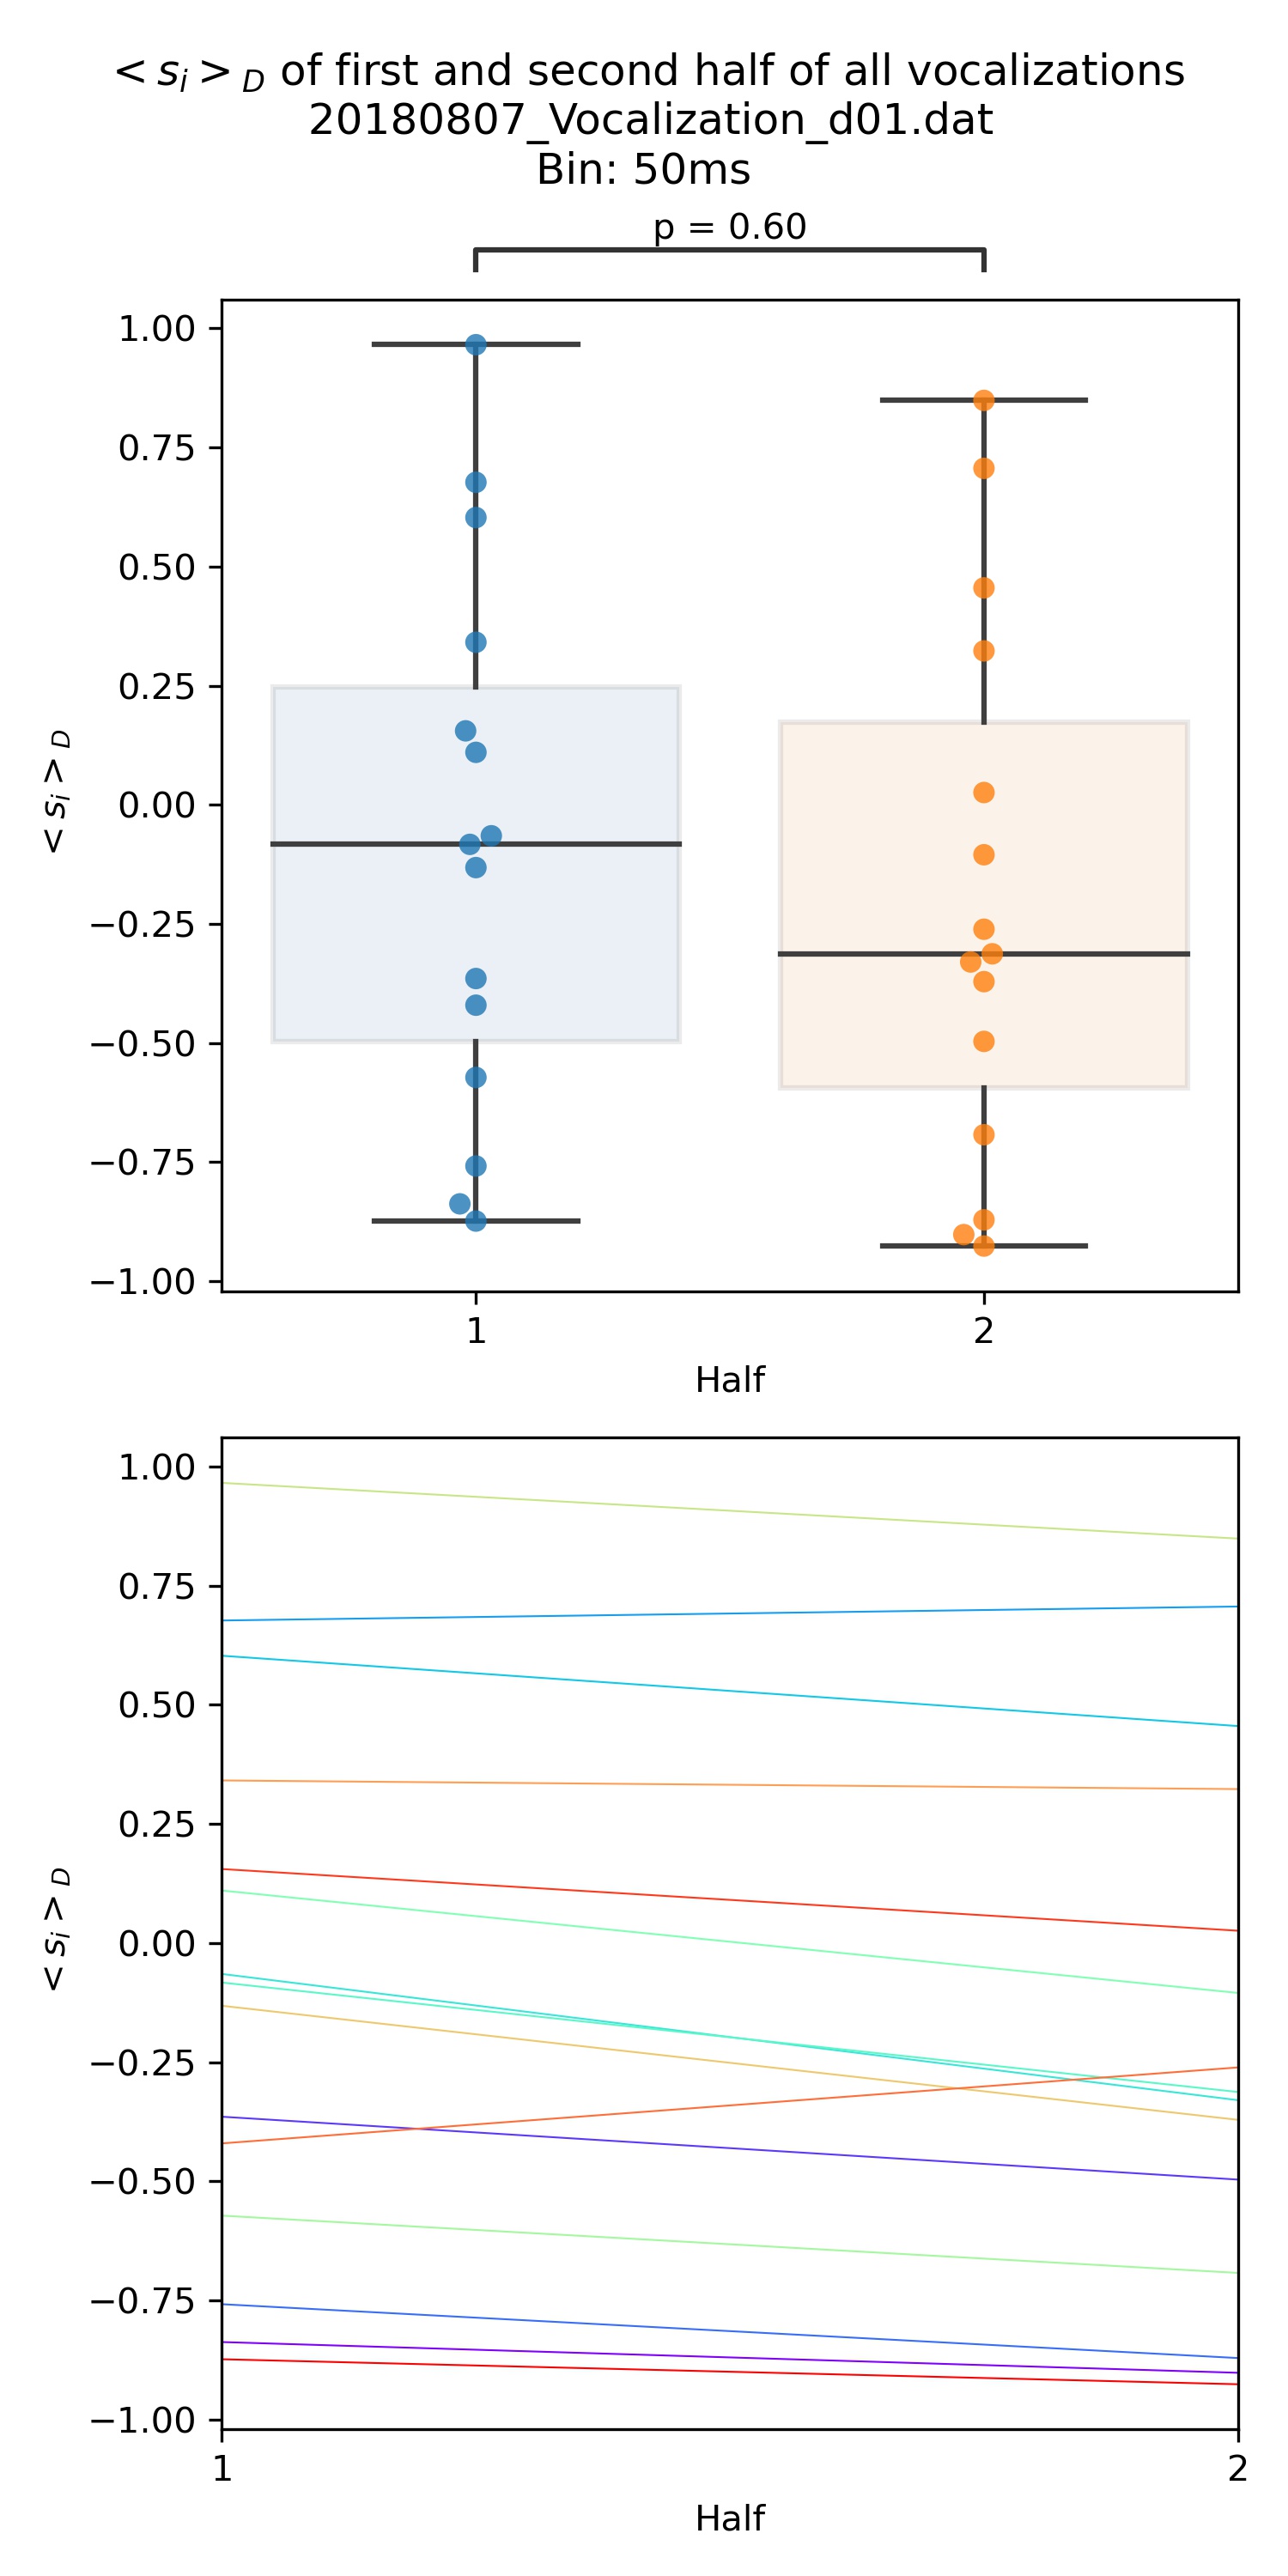 < s_i >_D of first and second half of all vocalizations
20180807_Vocalization_d01.dat
Bin: 50ms
p = 0.60
1.00
0.75
0.50
0.25
0.00
−0.25
−0.50
−0.75
−1.00
< s_i >_D
1 2
Half
1.00
0.75
0.50
0.25
0.00
−0.25
−0.50
−0.75
−1.00
< s_i >_D
1 2
Half